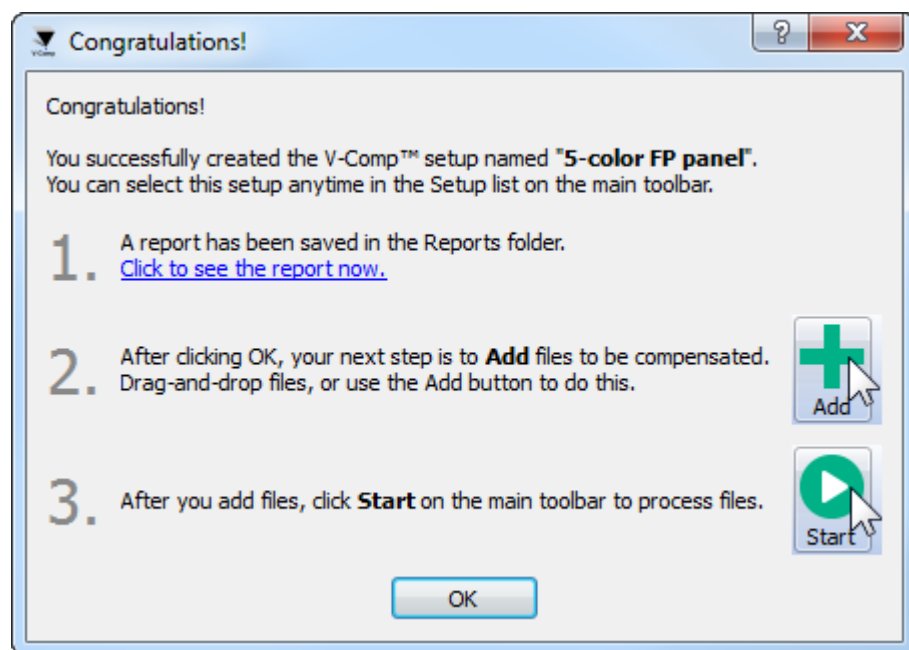 Congratulations!
Congratulations!
You successfully created the V-Comp™ setup named "5-color FP panel".
You can select this setup anytime in the Setup list on the main toolbar.
1. A report has been saved in the Reports folder.
Click to see the report now.
2. After clicking OK, your next step is to Add files to be compensated.
Drag-and-drop files, or use the Add button to do this.
Add
3. After you add files, click Start on the main toolbar to process files.
Start
OK